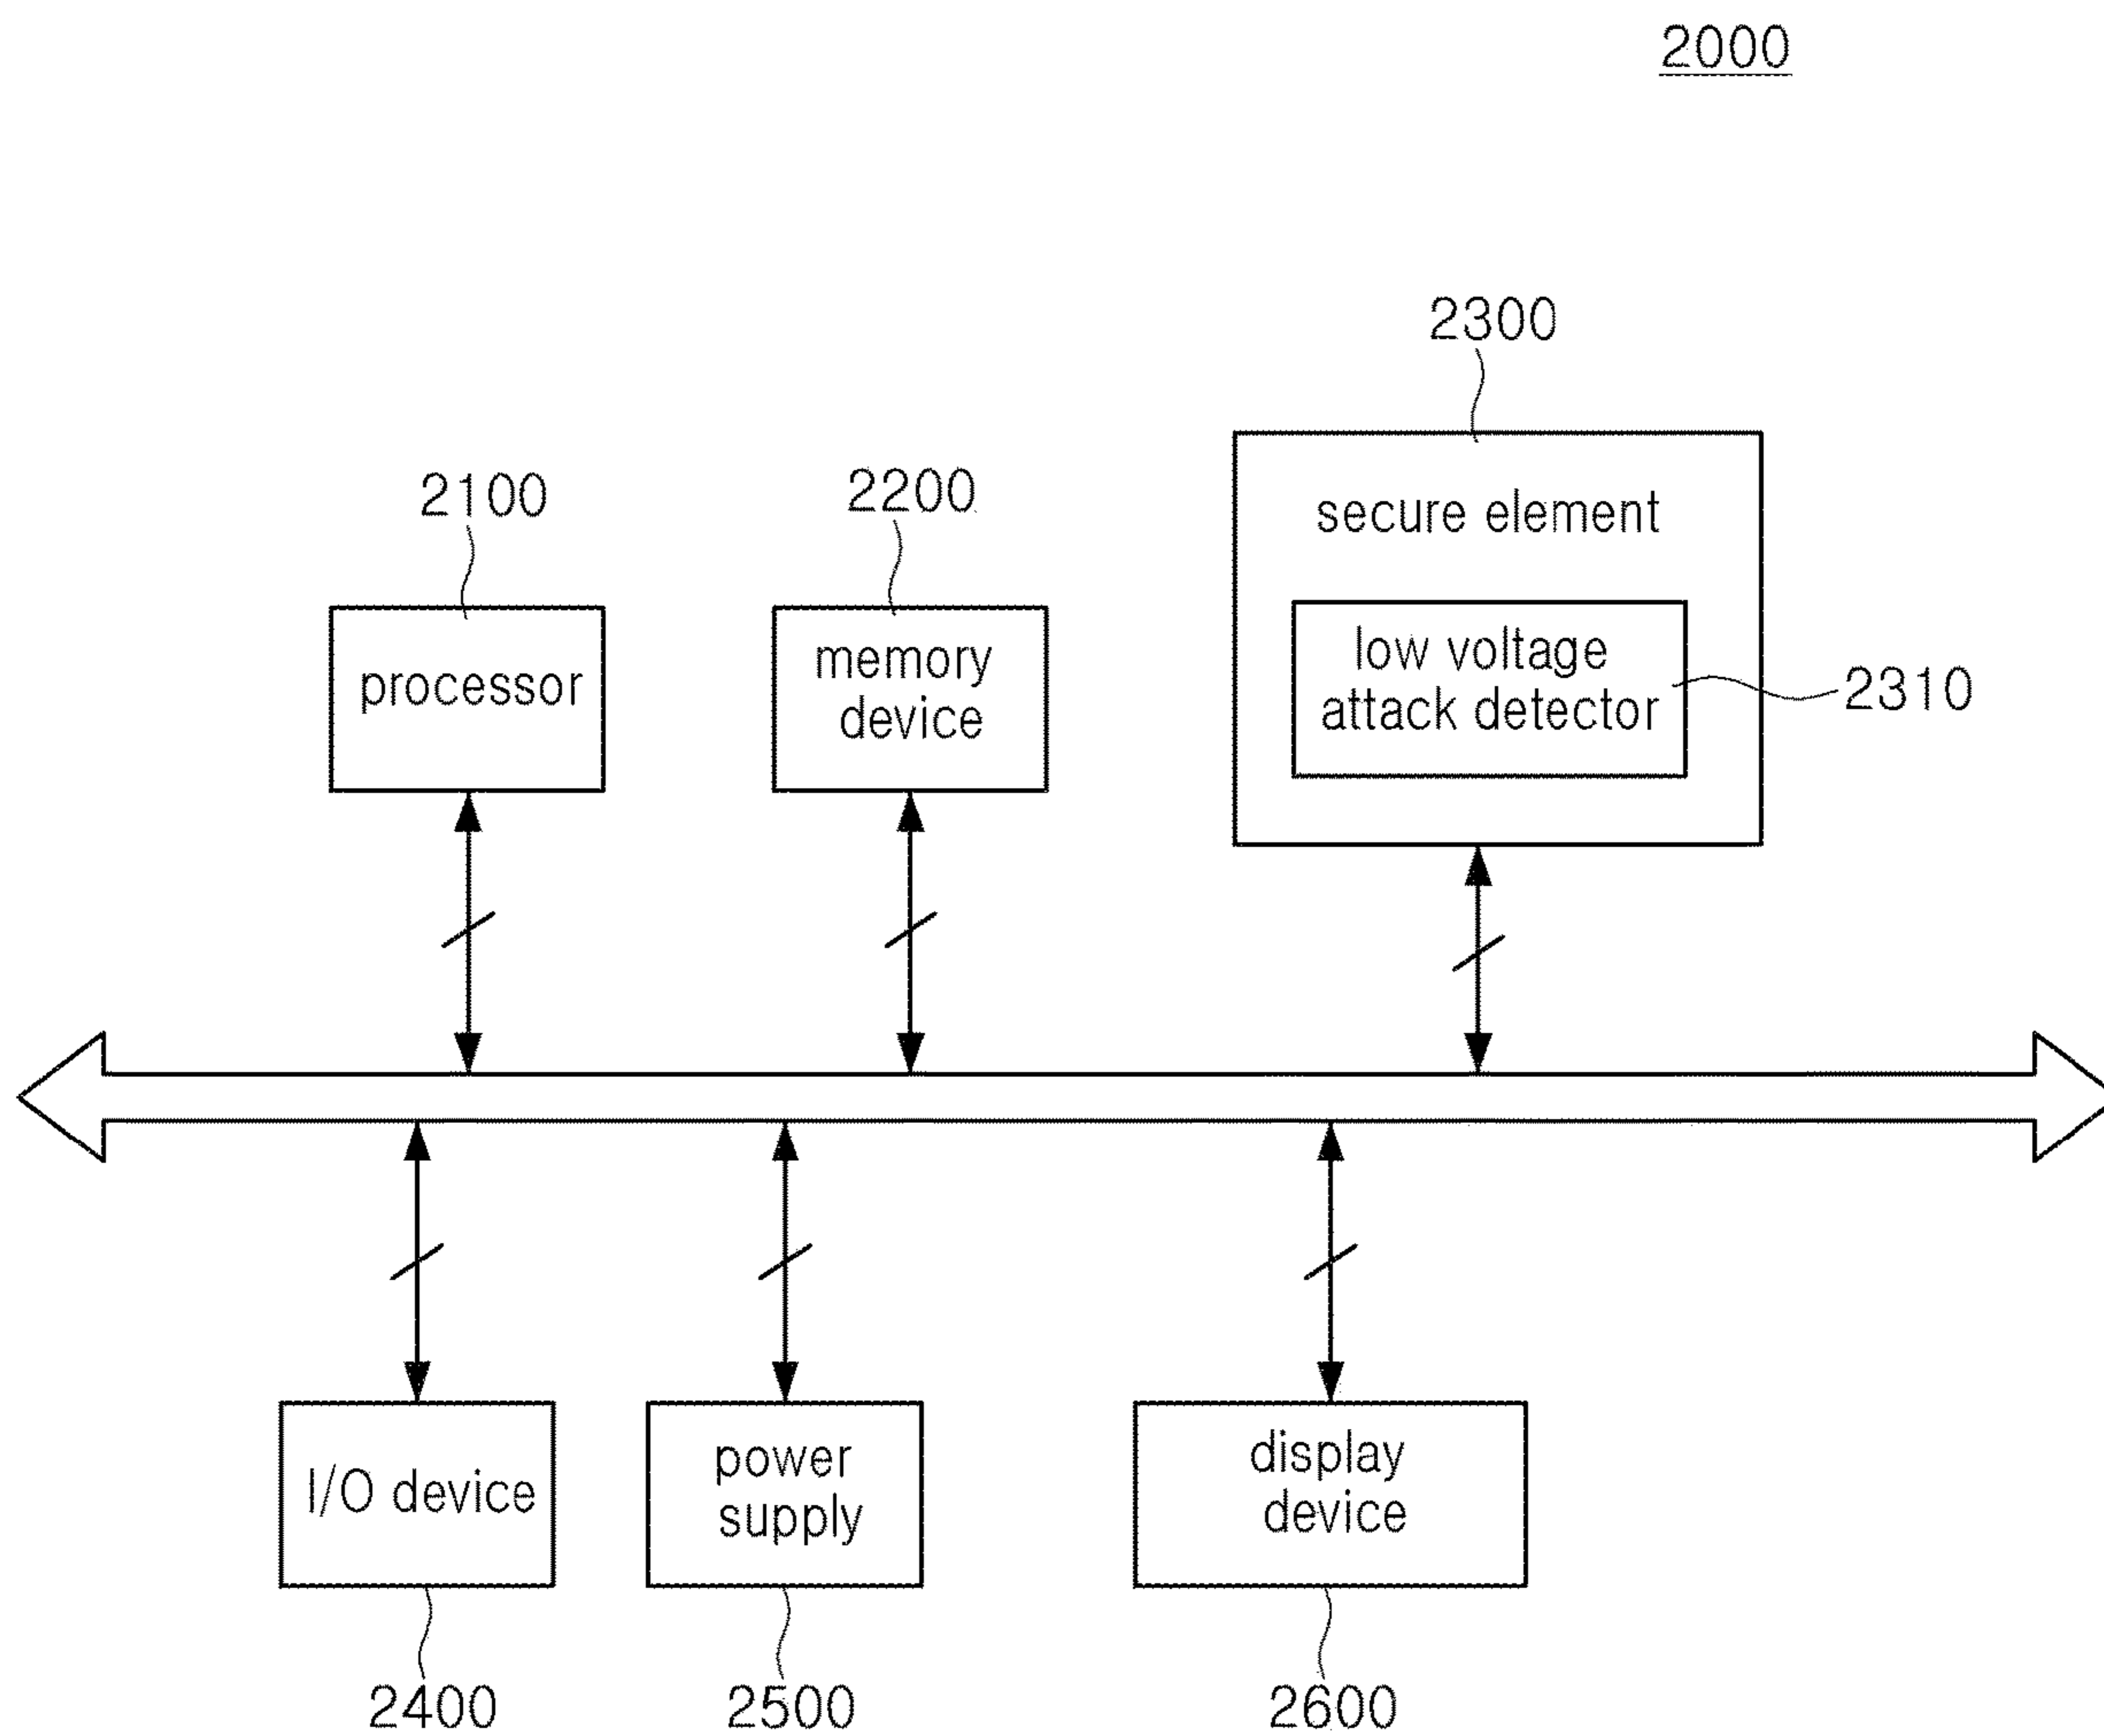 2000
2300
2100
2200
secure element
processor
memory
device
low voltage
attack detector
2310
I/O device
power
supply
display
device
2400
2500
2600